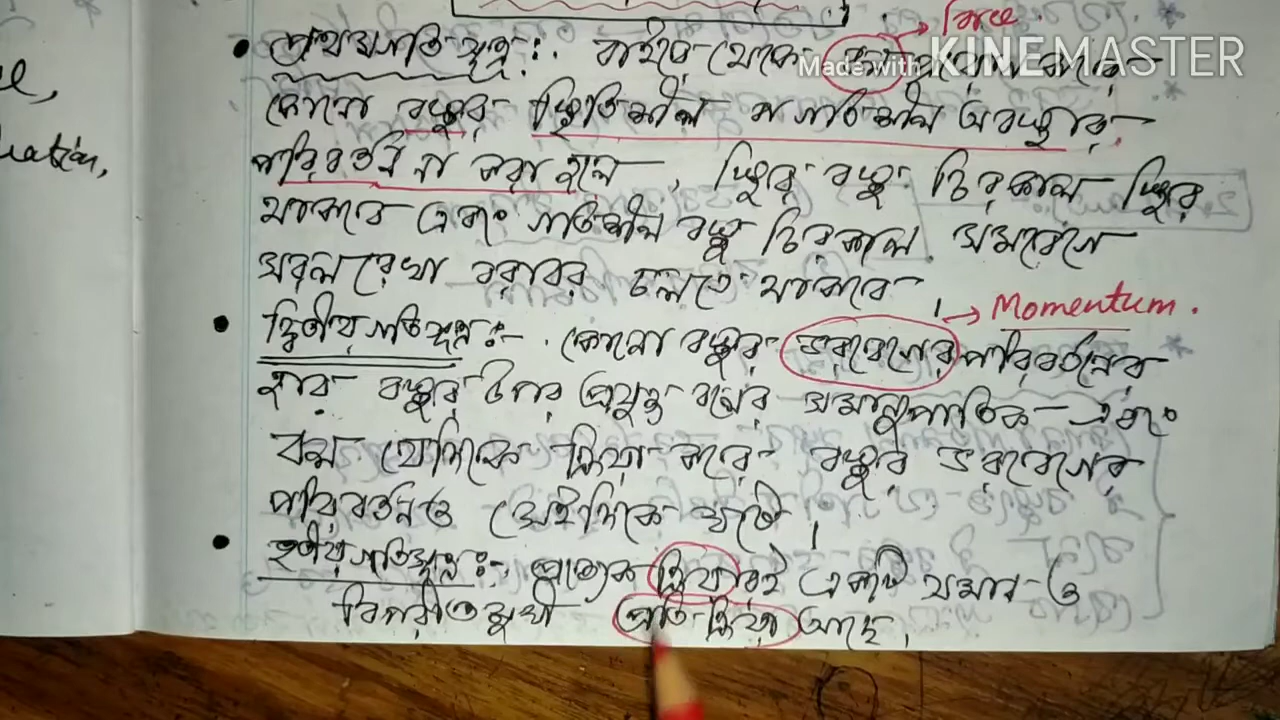 → Force.
• প্রথম গতি সূত্র :- বাইরে থেকে বল প্রয়োগ করে
Made with KINEMASTER
কোনো বস্তুর স্থিতিশীল বা গতিশীল অবস্থার
পরিবর্তন না করা হলে, স্থির বস্তু চিরকাল স্থির
থাকবে এবং গতিশীল বস্তু চিরকাল সমবেগে
সরলরেখা বরাবর চলতে থাকবে।
→ Momentum.
• দ্বিতীয় গতিসূত্র :- কোনো বস্তুর ভরবেগের পরিবর্তনের
হার বস্তুর উপর প্রযুক্ত বলের সমানুপাতিক এবং
বল যেদিকে ক্রিয়া করে বস্তুর ভরবেগের
পরিবর্তনও সেইদিকে ঘটে।
• তৃতীয় গতিসূত্র :- প্রত্যেক ক্রিয়ারই একটি সমান ও
বিপরীতমুখী প্রতিক্রিয়া আছে।